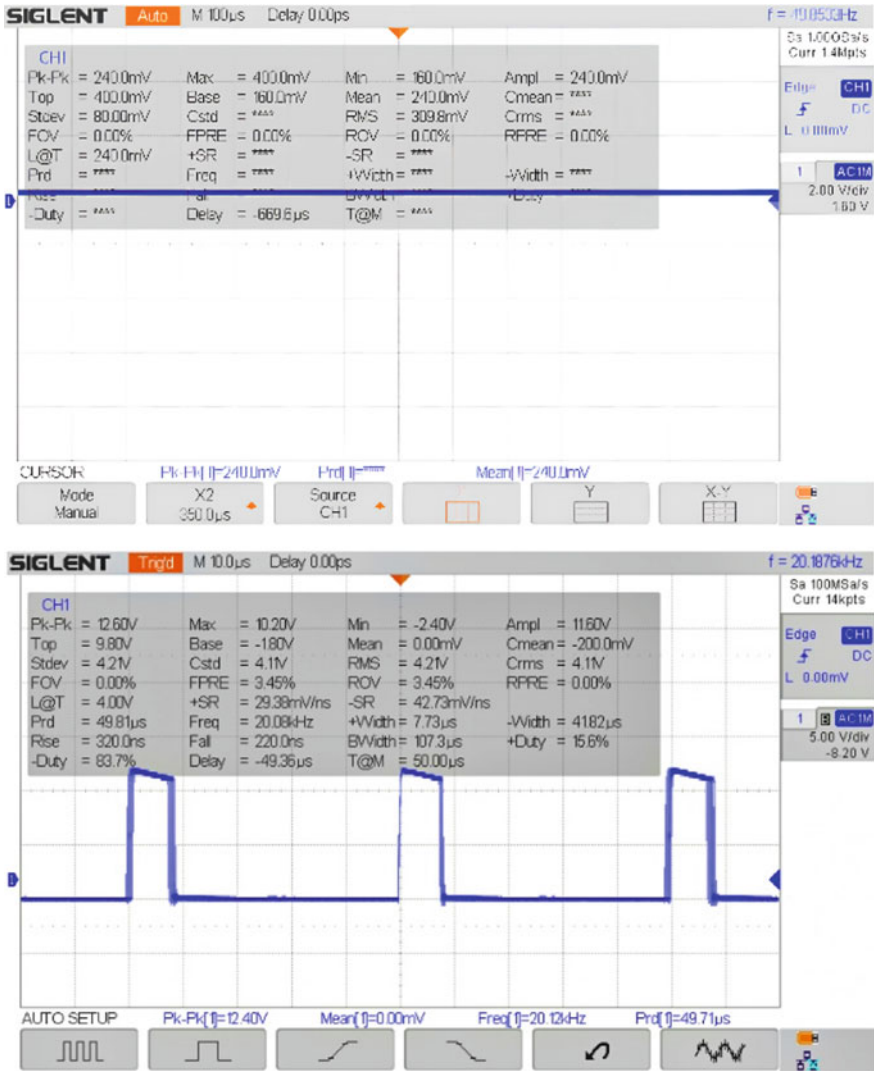 SIGLENT Auto M 100µs Delay 0.00ps
Sa 1.00GSa/s
Curr 1.4Mpts
CH1
Pk-Pk = 240.0mV Max = 400.0mV Min = 160.0mV Ampl = 240.0mV
Top = 400.0mV Base = 160.0mV Mean = 240.0mV Cmean = ****
Stdev = 80.00mV Cstd = **** RMS = 309.8mV Crms = ****
FOV = 0.00% FPRE = 0.00% ROV = 0.00% RPRE = 0.00%
L@T = 240.0mV +SR = **** -SR = ****
Prd = **** Freq = **** +Width = **** -Width = ****
-Duty = **** Delay = -669.6µs T@M = ****
Edge CH1
DC
L 0.00mV
1 AC1M
2.00 V/div
1.60 V
CURSOR Pk-Pk[1]=240.0mV Prd[1]=**** Mean[1]=240.0mV
Mode X2 Source Y X-Y
Manual 350.0µs CH1
SIGLENT Trig'd M 10.0µs Delay 0.00ps f = 20.1876kHz
Sa 100MSa/s
Curr 14kpts
CH1
Pk-Pk = 12.60V Max = 10.20V Min = -2.40V Ampl = 11.60V
Top = 9.80V Base = -1.80V Mean = 0.00mV Cmean = -200.0mV
Stdev = 4.21V Cstd = 4.11V RMS = 4.21V Crms = 4.11V
FOV = 0.00% FPRE = 3.45% ROV = 3.45% RPRE = 0.00%
L@T = 4.00V +SR = 29.38mV/ns -SR = 42.73mV/ns
Prd = 49.81µs Freq = 20.08kHz +Width = 7.73µs -Width = 41.82µs
Rise = 320.0ns Fall = 220.0ns BWidth = 107.3µs +Duty = 15.6%
-Duty = 83.7% Delay = -49.36µs T@M = 50.00µs
Edge CH1
DC
L 0.00mV
1 B AC1M
5.00 V/div
-8.20 V
AUTO SETUP Pk-Pk[1]=12.40V Mean[1]=0.00mV Freq[1]=20.12kHz Prd[1]=49.71µs